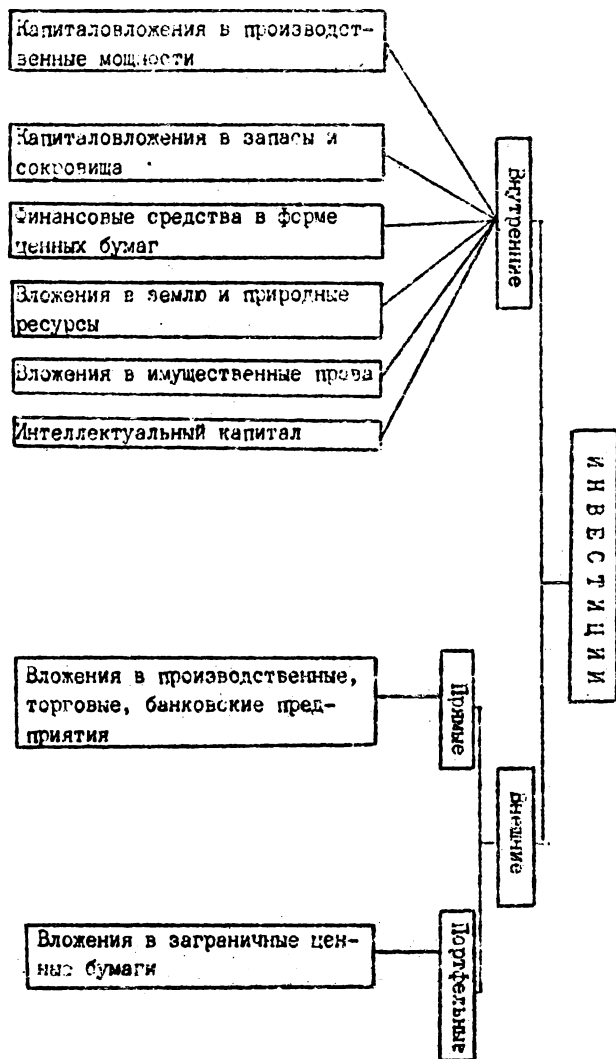 ИНВЕСТИЦИИ
Внутренние
Капиталовложения в производст-
венные мощности
Капиталовложения в запасы и
сокровища
Финансовые средства в форме
ценных бумаг
Вложения в землю и природные
ресурсы
Вложения в имущественные права
Интеллектуальный капитал
Внешние
Прямые
Вложения в производственные,
торговые, банковские пред-
приятия
Портфельные
Вложения в заграничные цен-
ные бумаги